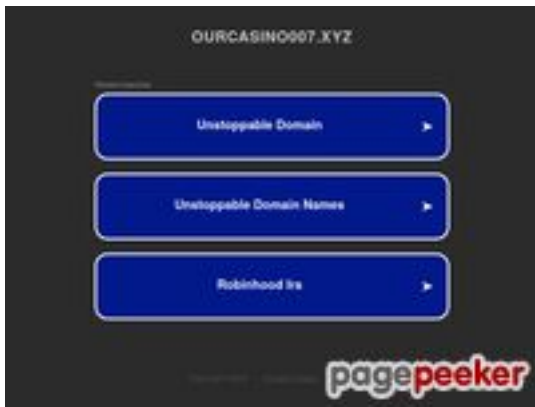 OURCASINO007.XYZ
Unstoppable Domain
Unstoppable Domain Names
Robinhood Ira
pagepeeker